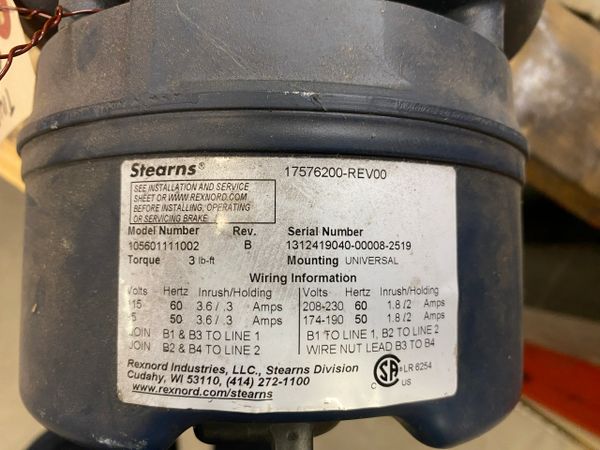 Stearns® 17576200-REV00
SEE INSTALLATION AND SERVICE
SHEET OR WWW.REXNORD.COM
BEFORE INSTALLING, OPERATING
OR SERVICING BRAKE
Model Number Rev. Serial Number
105601111002 B 1312419040-00008-2519
Torque 3 lb-ft Mounting UNIVERSAL
Wiring Information
Volts Hertz Inrush/Holding Volts Hertz Inrush/Holding
15 60 3.6 / .3 Amps 208-230 60 1.8 /2 Amps
5 50 3.6 / .3 Amps 174-190 50 1.8 /2 Amps
JOIN B1 & B3 TO LINE 1 B1 TO LINE 1, B2 TO LINE 2
JOIN B2 & B4 TO LINE 2 WIRE NUT LEAD B3 TO B4
Rexnord Industries, LLC., Stearns Division
Cudahy, WI 53110, (414) 272-1100
www.rexnord.com/stearns
C SA US #LR 6254